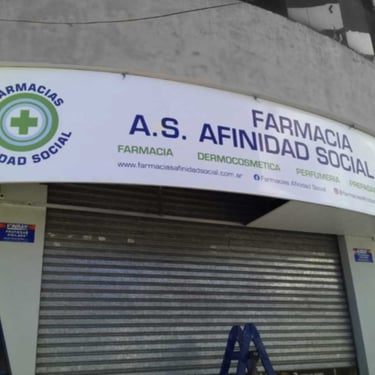 FARMACIAS
IDAD SOCIAL
FARMACIA
A.S. AFINIDAD SOCIAL
FARMACIA DERMOCOSMETICA PERFUMERIA
www.farmaciasafinidadsocial.com.ar Farmacias Afinidad Social